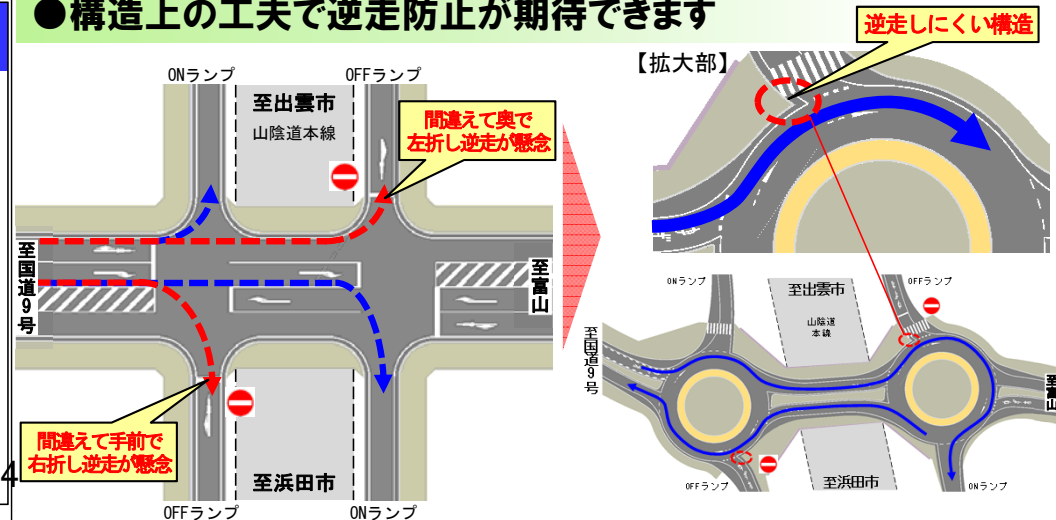 ●構造上の工夫で逆走防止が期待できます
逆走しにくい構造
【拡大部】
ONランプ
OFFランプ
至出雲市
山陰道本線
間違えて奥で
左折し逆走が懸念
至国道9号
至富山
間違えて手前で
右折し逆走が懸念
至浜田市
OFFランプ
ONランプ
4
ONランプ
OFFランプ
至出雲市
山陰道
本線
至国道9号
至富山
OFFランプ
至浜田市
ONランプ